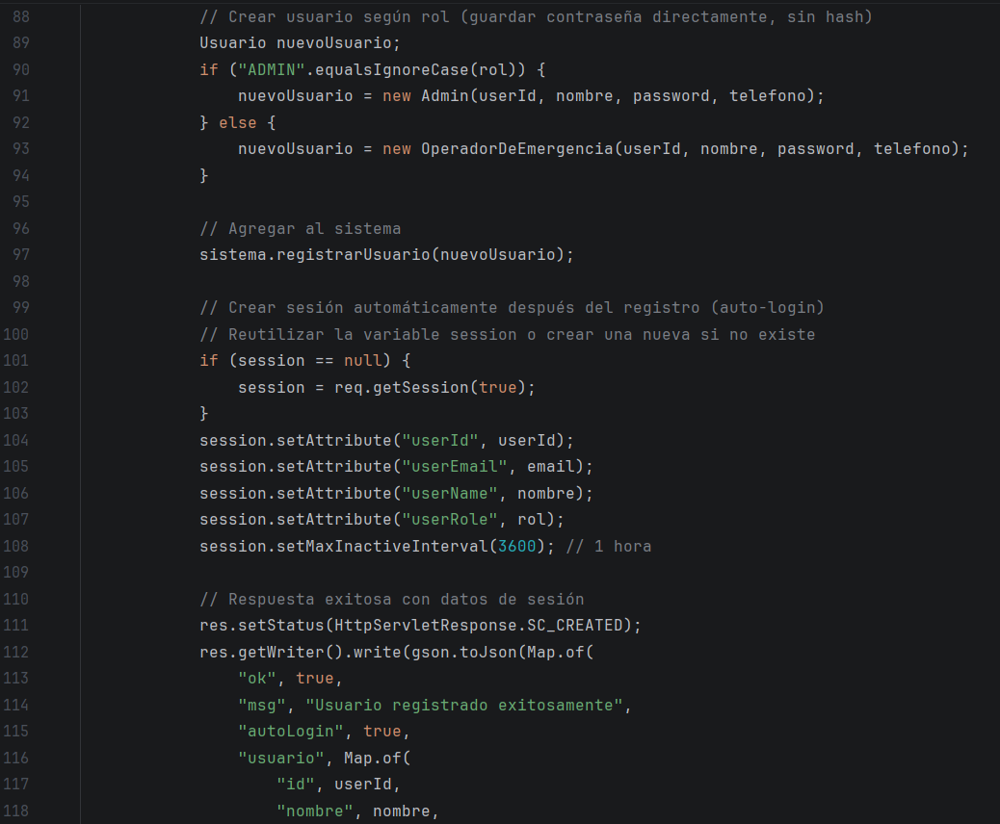 88 // Crear usuario según rol (guardar contraseña directamente, sin hash)
89 Usuario nuevoUsuario;
90 if ("ADMIN".equalsIgnoreCase(rol)) {
91 nuevoUsuario = new Admin(userId, nombre, password, telefono);
92 } else {
93 nuevoUsuario = new OperadorDeEmergencia(userId, nombre, password, telefono);
94 }
95
96 // Agregar al sistema
97 sistema.registrarUsuario(nuevoUsuario);
98
99 // Crear sesión automáticamente después del registro (auto-login)
100 // Reutilizar la variable session o crear una nueva si no existe
101 if (session == null) {
102 session = req.getSession(true);
103 }
104 session.setAttribute("userId", userId);
105 session.setAttribute("userEmail", email);
106 session.setAttribute("userName", nombre);
107 session.setAttribute("userRole", rol);
108 session.setMaxInactiveInterval(3600); // 1 hora
109
110 // Respuesta exitosa con datos de sesión
111 res.setStatus(HttpServletResponse.SC_CREATED);
112 res.getWriter().write(gson.toJson(Map.of(
113 "ok", true,
114 "msg", "Usuario registrado exitosamente",
115 "autoLogin", true,
116 "usuario", Map.of(
117 "id", userId,
118 "nombre", nombre,